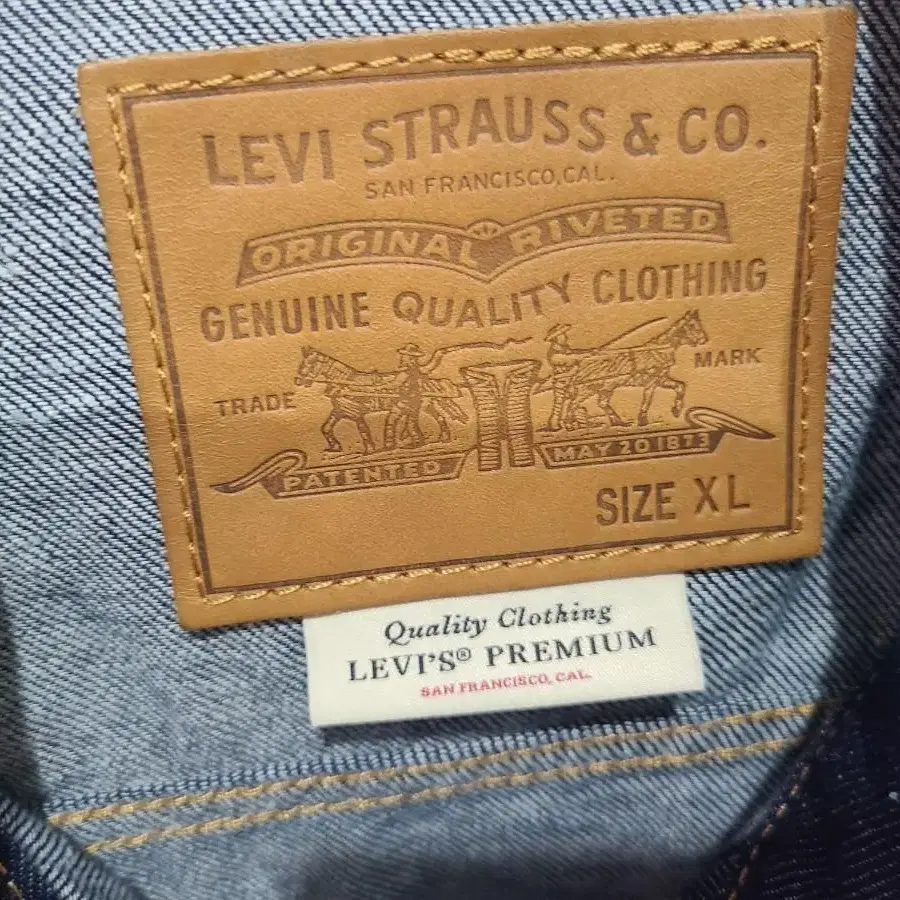 LEVI STRAUSS & CO.
SAN FRANCISCO, CAL.
ORIGINAL RIVETED
GENUINE QUALITY CLOTHING
TRADE MARK
PATENTED MAY 20 1873
SIZE XL
Quality Clothing
LEVI'S® PREMIUM
SAN FRANCISCO, CAL.